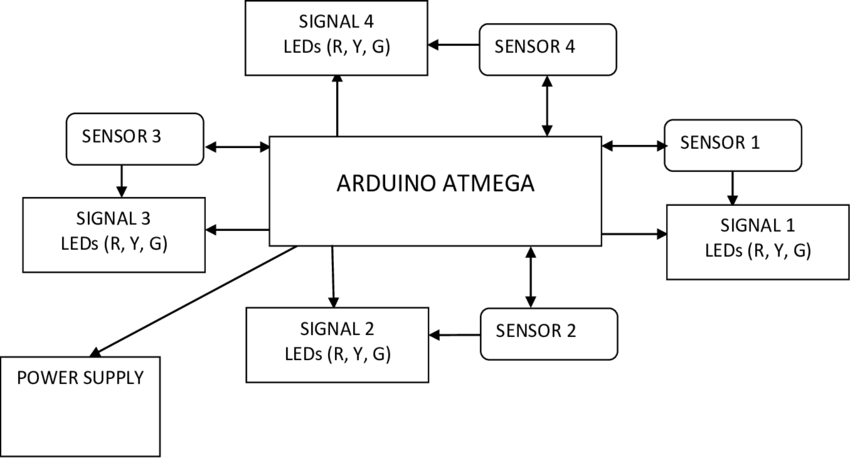 SIGNAL 4
LEDs (R, Y, G)
SENSOR 4
SENSOR 3
SENSOR 1
ARDUINO ATMEGA
SIGNAL 3
LEDs (R, Y, G)
SIGNAL 1
LEDs (R, Y, G)
SIGNAL 2
LEDs (R, Y, G)
SENSOR 2
POWER SUPPLY